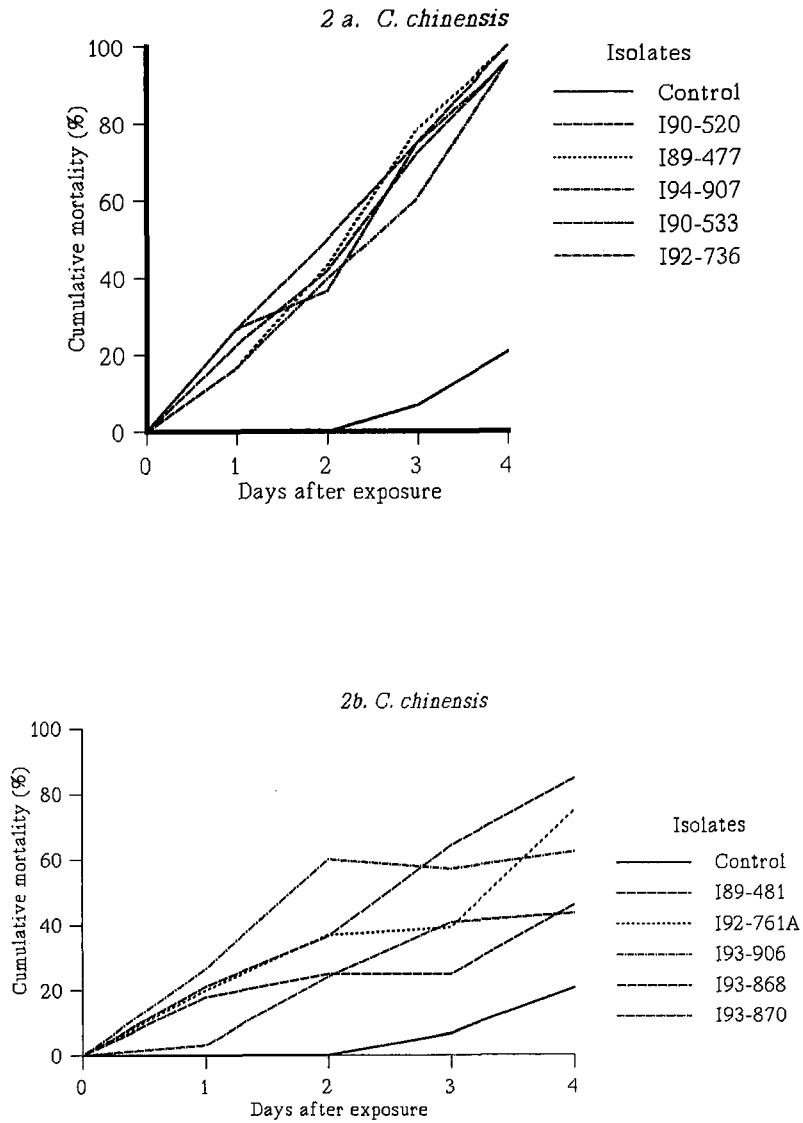 2 a. C. chinensis
Cumulative mortality (%)
100
80
60
40
20
0
0 1 2 3 4
Days after exposure
Isolates
Control
I90-520
I89-477
I94-907
I90-533
I92-736
2b. C. chinensis
Cumulative mortality (%)
100
80
60
40
20
0
0 1 2 3 4
Days after exposure
Isolates
Control
I89-481
I92-761A
I93-906
I93-868
I93-870